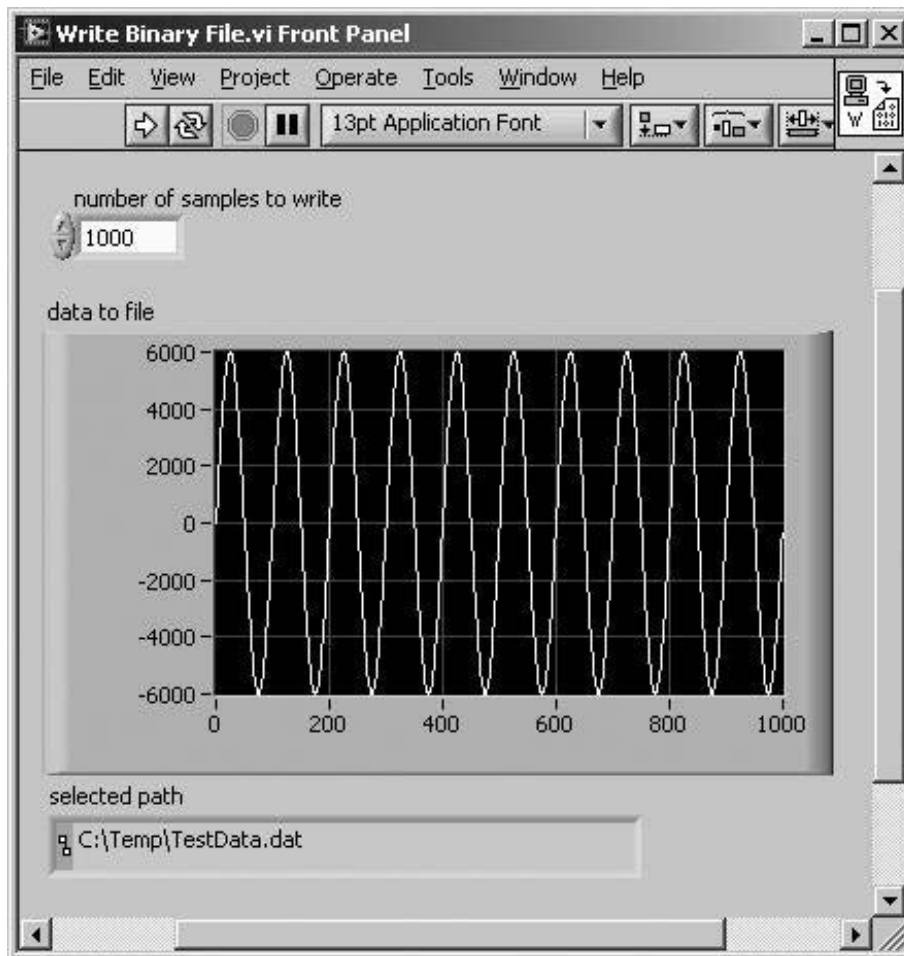 Write Binary File.vi Front Panel
File Edit View Project Operate Tools Window Help
13pt Application Font
W
number of samples to write
1000
data to file
6000
4000
2000
0
-2000
-4000
-6000
0 200 400 600 800 1000
selected path
C:\Temp\TestData.dat